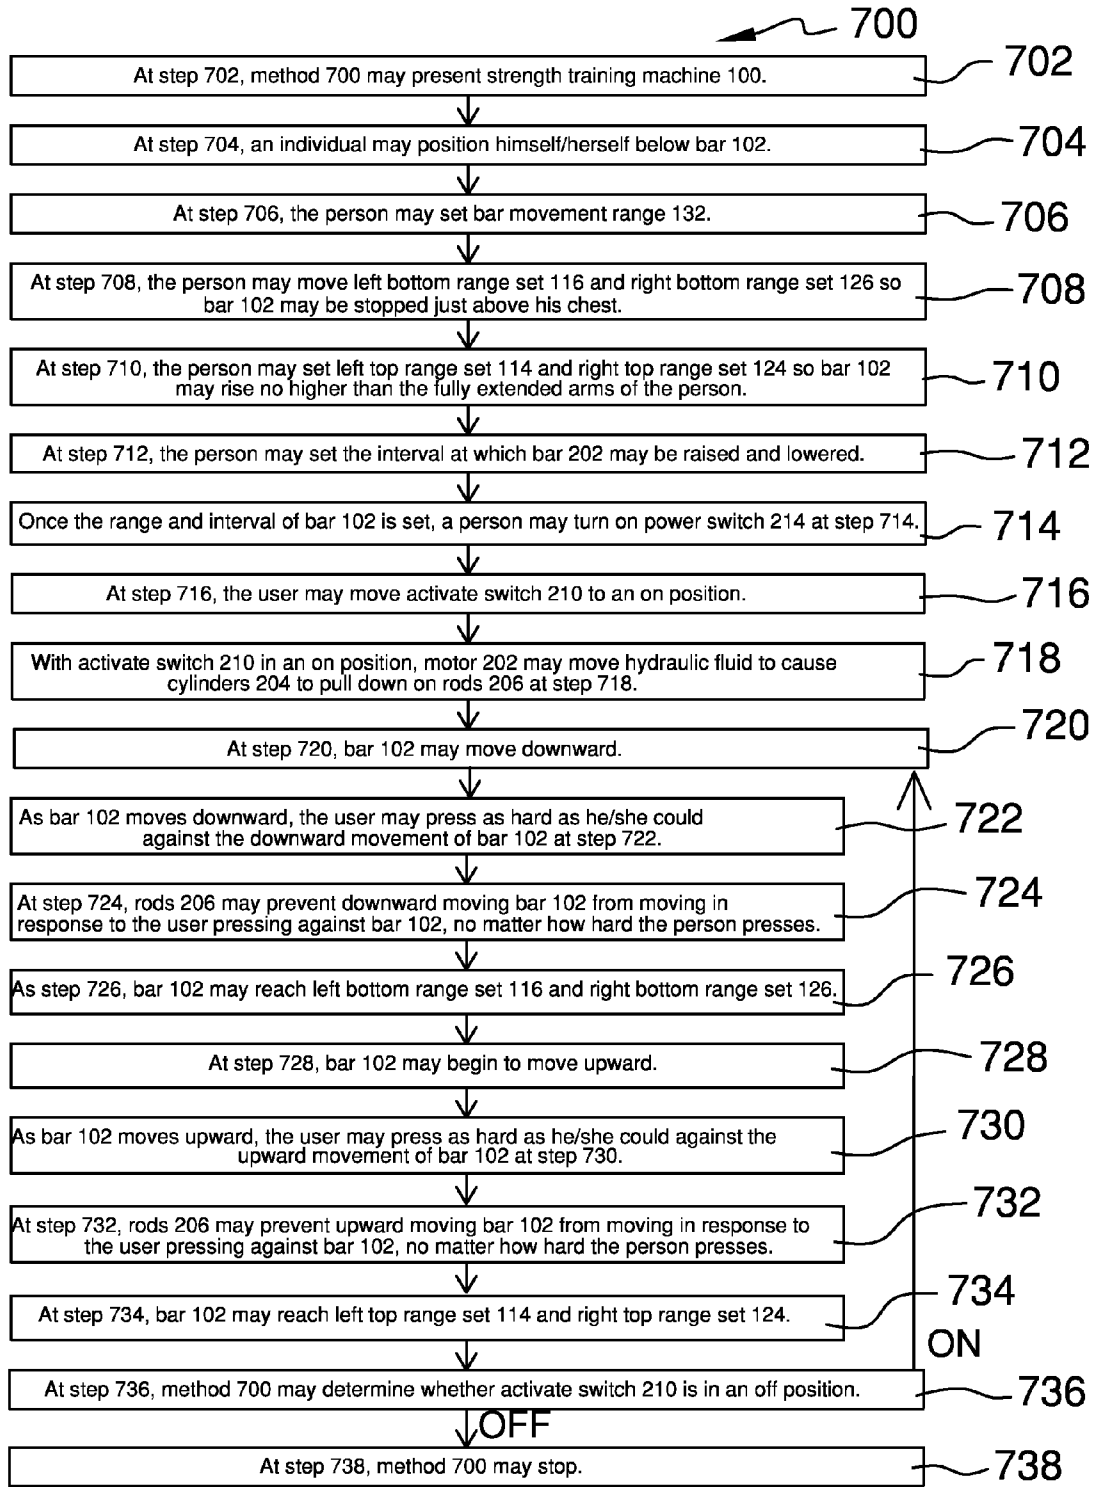 700
At step 702, method 700 may present strength training machine 100.
702
At step 704, an individual may position himself/herself below bar 102.
704
At step 706, the person may set bar movement range 132.
706
At step 708, the person may move left bottom range set 116 and right bottom range set 126 so
bar 102 may be stopped just above his chest.
708
At step 710, the person may set left top range set 114 and right top range set 124 so bar 102
may rise no higher than the fully extended arms of the person.
710
At step 712, the person may set the interval at which bar 202 may be raised and lowered.
712
Once the range and interval of bar 102 is set, a person may turn on power switch 214 at step 714.
714
At step 716, the user may move activate switch 210 to an on position.
716
With activate switch 210 in an on position, motor 202 may move hydraulic fluid to cause
cylinders 204 to pull down on rods 206 at step 718.
718
At step 720, bar 102 may move downward.
720
As bar 102 moves downward, the user may press as hard as he/she could
against the downward movement of bar 102 at step 722.
722
At step 724, rods 206 may prevent downward moving bar 102 from moving in
response to the user pressing against bar 102, no matter how hard the person presses.
724
As step 726, bar 102 may reach left bottom range set 116 and right bottom range set 126.
726
At step 728, bar 102 may begin to move upward.
728
As bar 102 moves upward, the user may press as hard as he/she could against the
upward movement of bar 102 at step 730.
730
At step 732, rods 206 may prevent upward moving bar 102 from moving in response to
the user pressing against bar 102, no matter how hard the person presses.
732
At step 734, bar 102 may reach left top range set 114 and right top range set 124.
734
ON
At step 736, method 700 may determine whether activate switch 210 is in an off position.
736
OFF
At step 738, method 700 may stop.
738